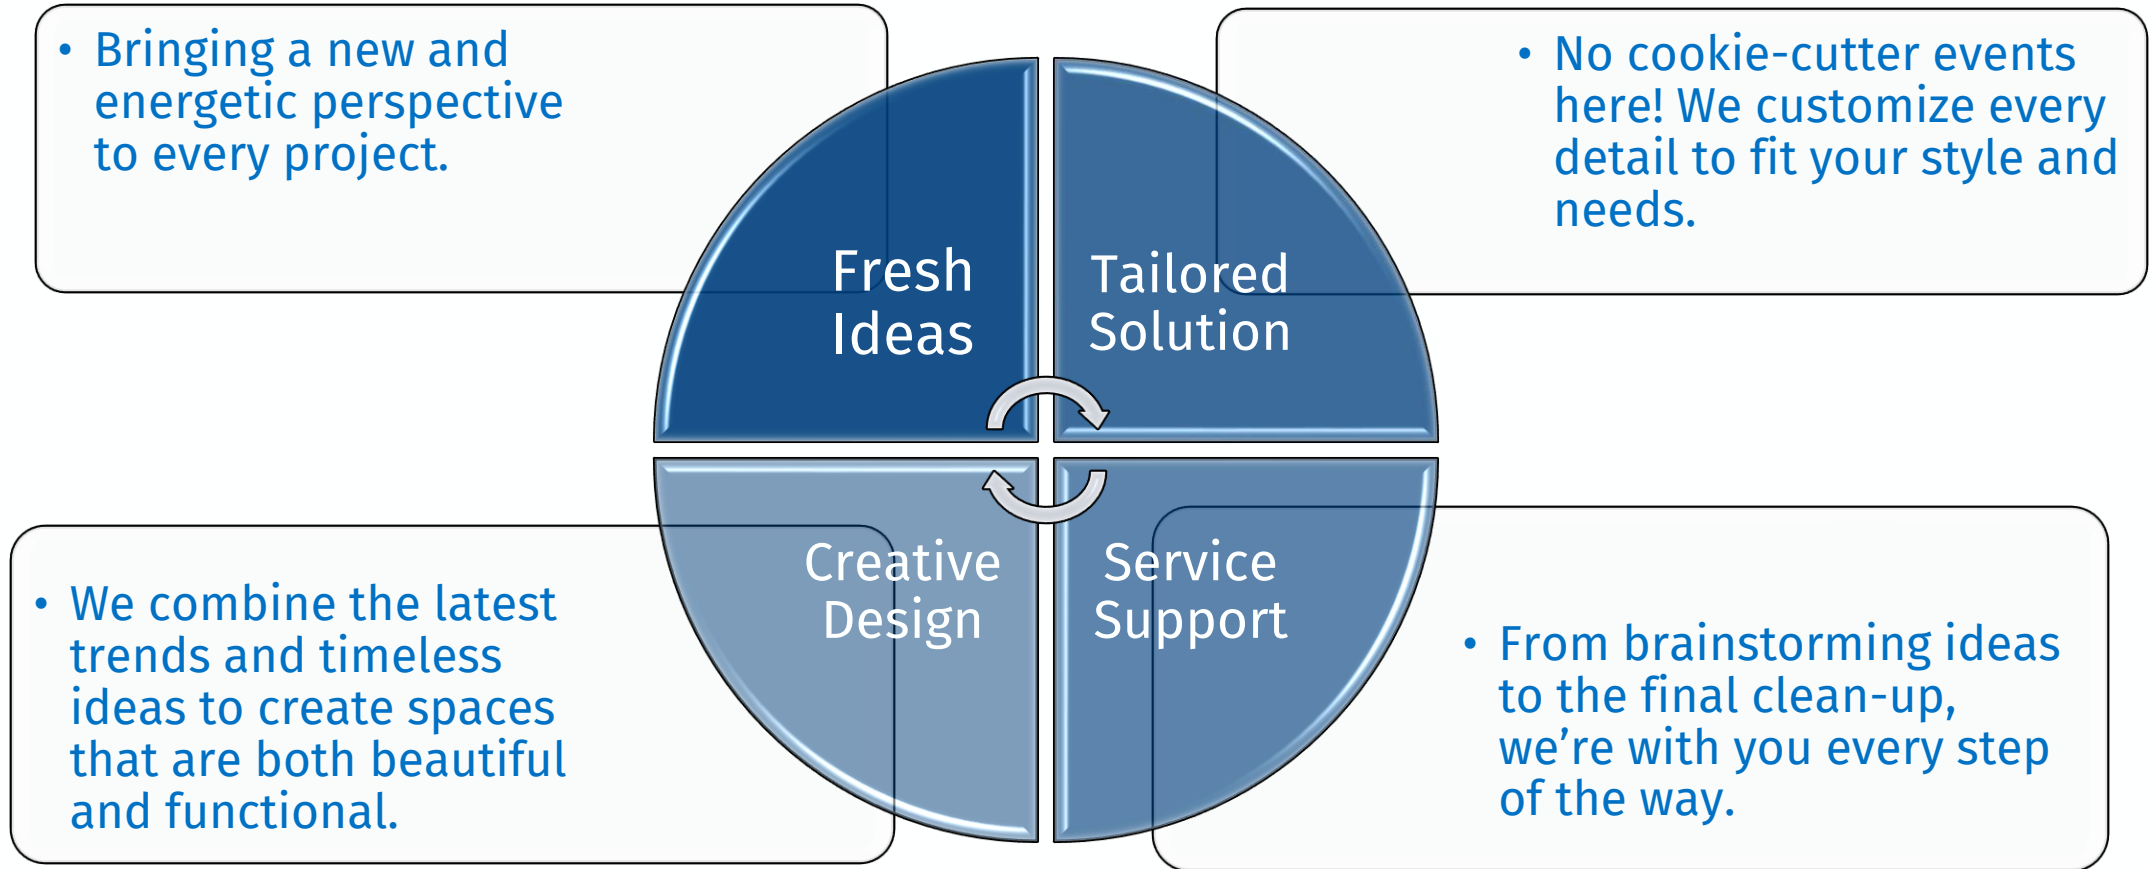 • Bringing a new and
energetic perspective
to every project.
• No cookie-cutter events
here! We customize every
detail to fit your style and
needs.
Fresh
Ideas
Tailored
Solution
Creative
Design
Service
Support
• We combine the latest
trends and timeless
ideas to create spaces
that are both beautiful
and functional.
• From brainstorming ideas
to the final clean-up,
we’re with you every step
of the way.